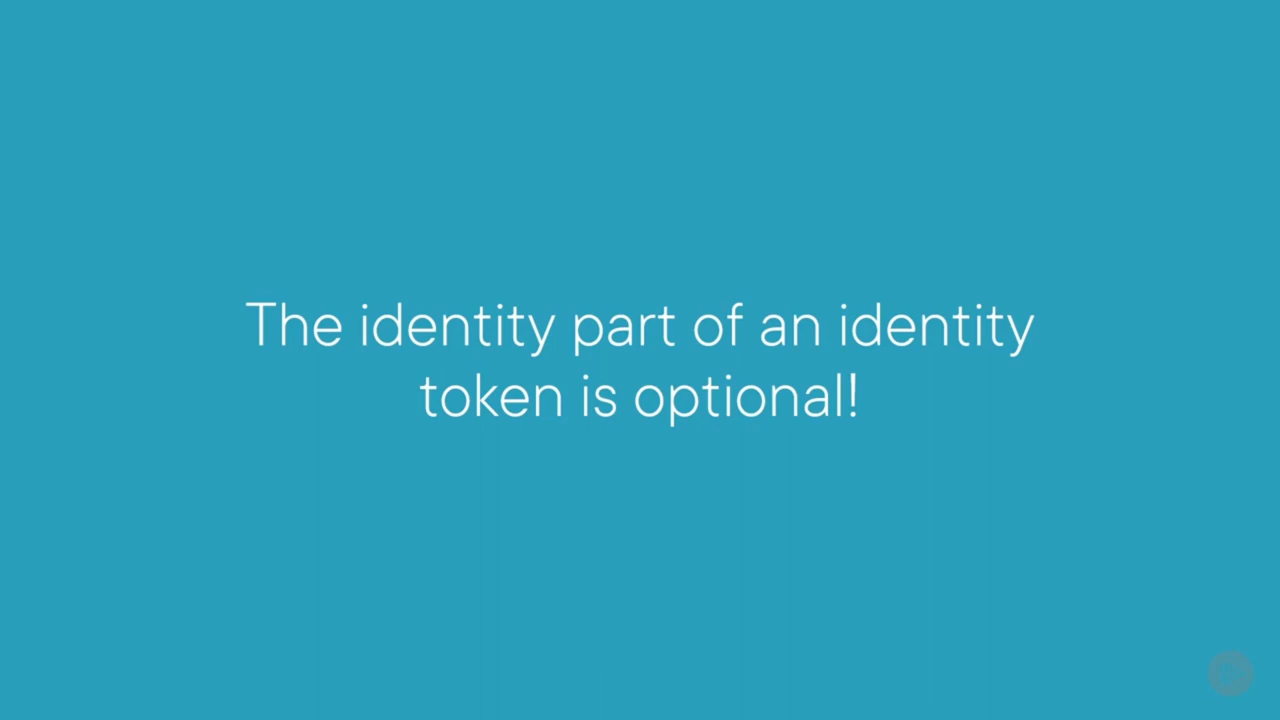 The identity part of an identity
token is optional!